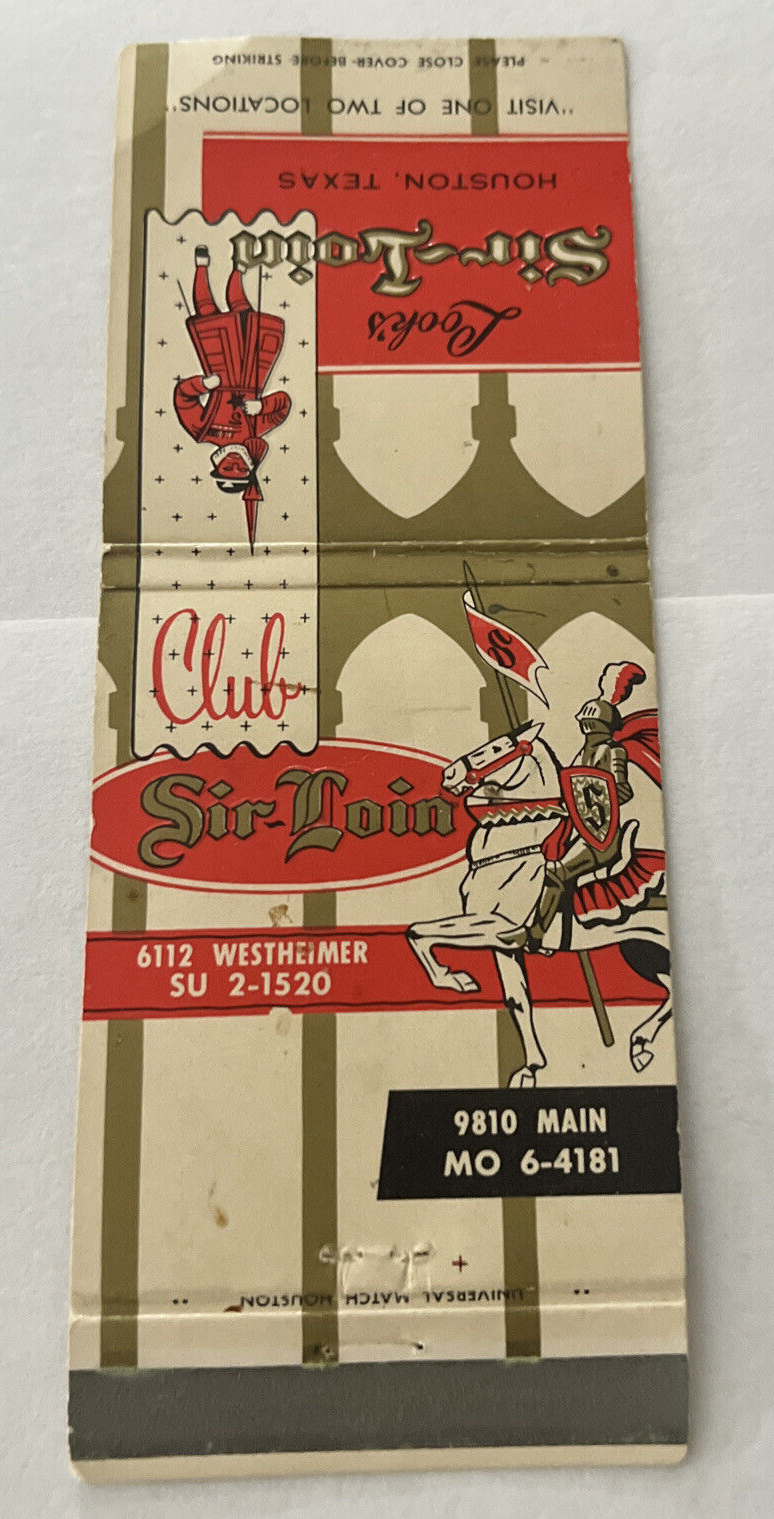 PLEASE CLOSE COVER BEFORE STRIKING
"VISIT ONE OF TWO LOCATIONS"
HOUSTON, TEXAS
Sir-Loin
Look's
Club
S
Sir-Loin
S
6112 WESTHEIMER
SU 2-1520
9810 MAIN
MO 6-4181
UNIVERSAL MATCH HOUSTON